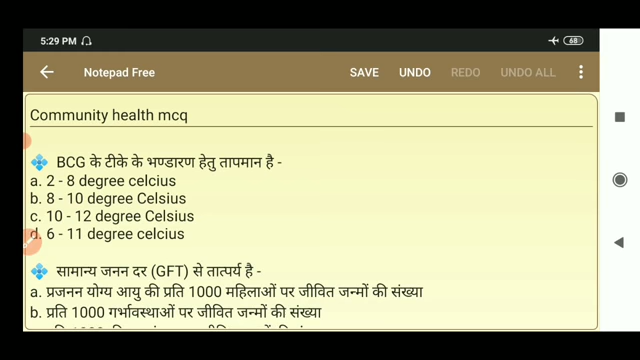 5:29 PM
68
Notepad Free SAVE UNDO REDO UNDO ALL
Community health mcq
BCG के टीके के भण्डारण हेतु तापमान है -
a. 2 - 8 degree celcius
b. 8 - 10 degree Celsius
c. 10 - 12 degree Celsius
d. 6 - 11 degree celcius
सामान्य जनन दर (GFT) से तात्पर्य है -
a. प्रजनन योग्य आयु की प्रति 1000 महिलाओं पर जीवित जन्मों की संख्या
b. प्रति 1000 गर्भावस्थाओं पर जीवित जन्मों की संख्या